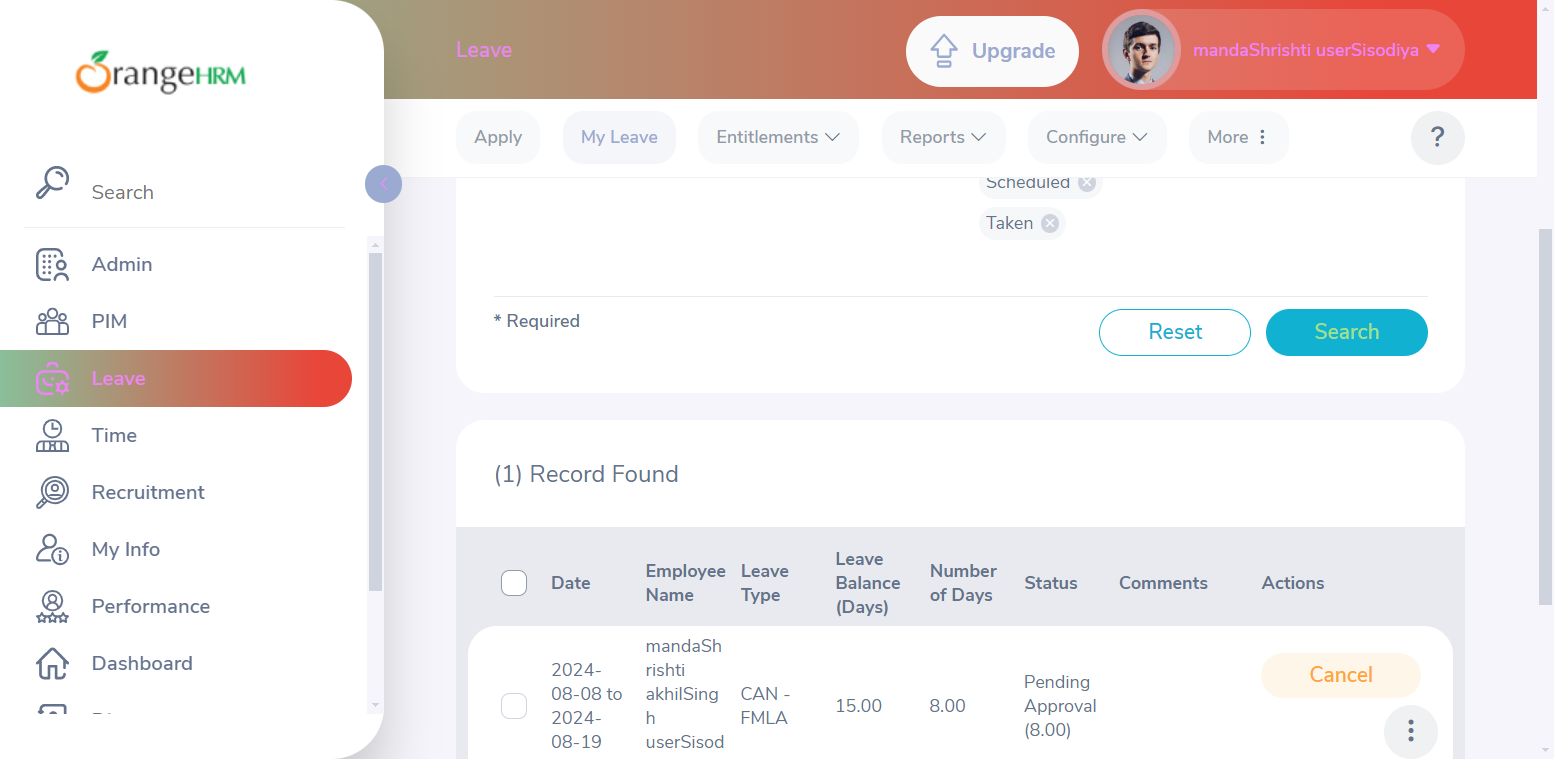 OrangeHRM
Leave
Upgrade
mandaShrishti userSisodiya
Apply
My Leave
Entitlements
Reports
Configure
More
?
Search
Admin
PIM
Leave
Time
Recruitment
My Info
Performance
Dashboard
Scheduled
Taken
* Required
Reset
Search
(1) Record Found
Date
Employee
Name
Leave
Type
Leave
Balance
(Days)
Number
of Days
Status
Comments
Actions
2024-
08-08 to
2024-
08-19
mandaSh
rishti
akhilSing
h
userSisod
CAN -
FMLA
15.00
8.00
Pending
Approval
(8.00)
Cancel